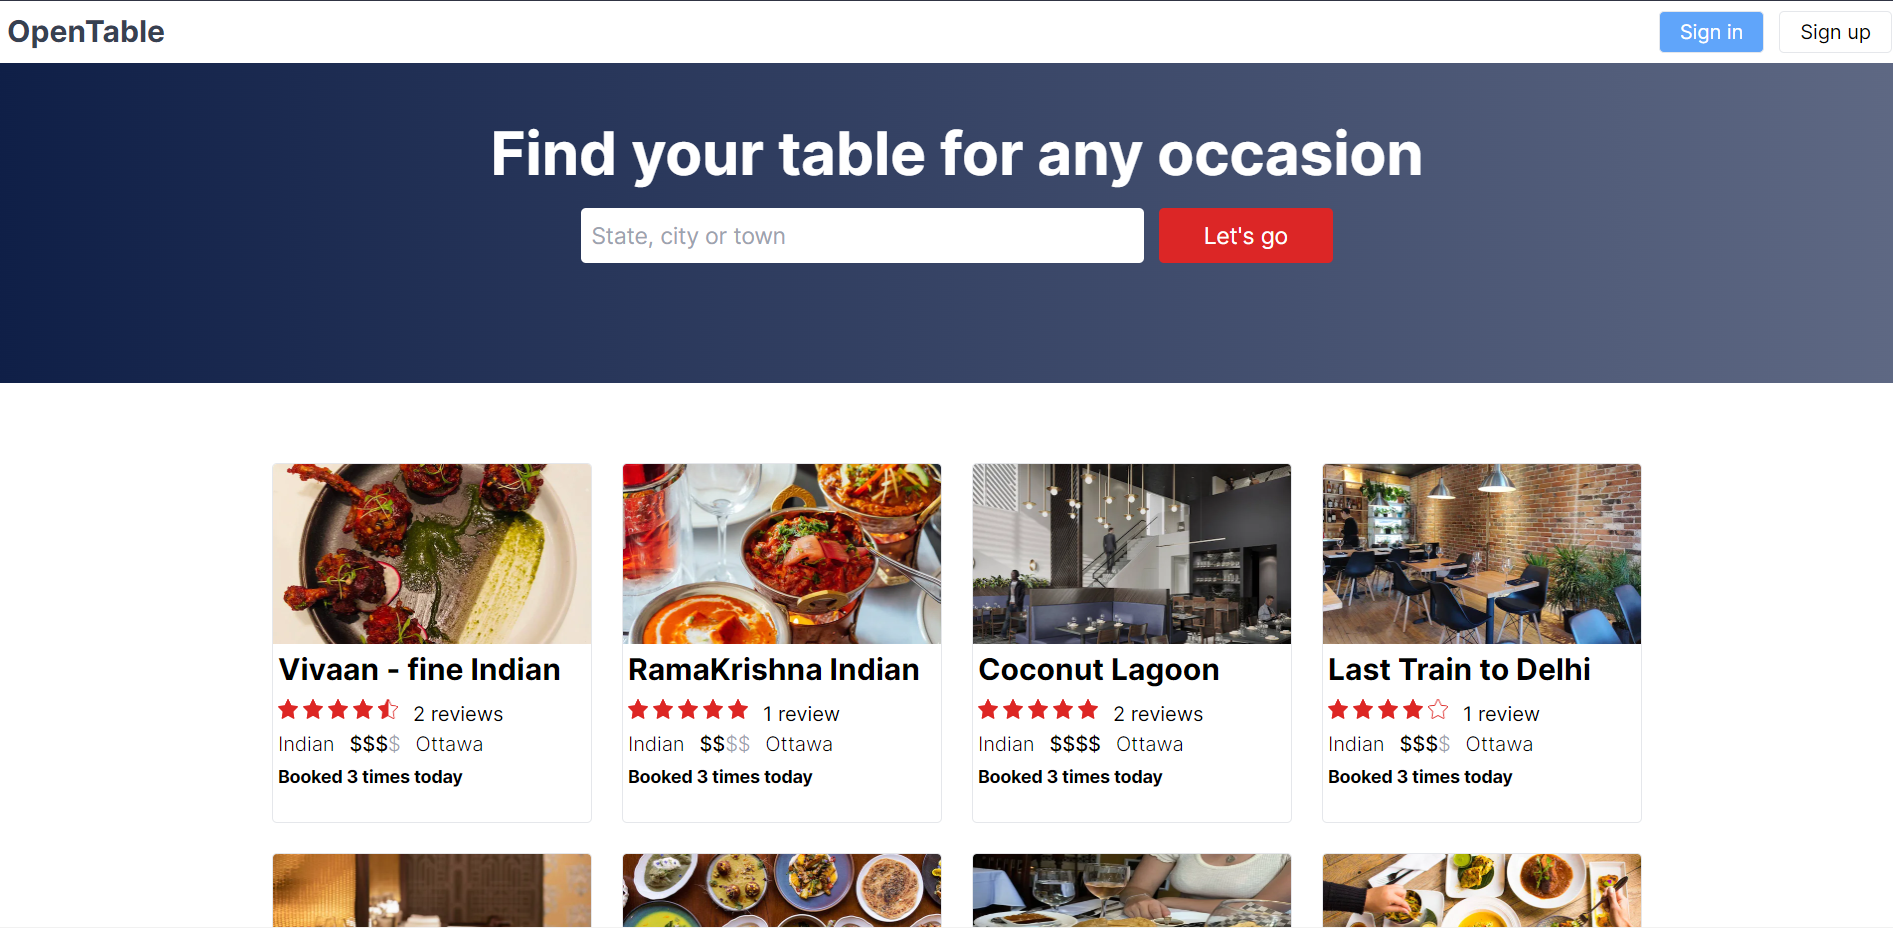 OpenTable
Sign in
Sign up
Find your table for any occasion
State, city or town
Let's go
Vivaan - fine Indian
2 reviews
Indian $$$$ Ottawa
Booked 3 times today
RamaKrishna Indian
1 review
Indian $$$$ Ottawa
Booked 3 times today
Coconut Lagoon
2 reviews
Indian $$$$ Ottawa
Booked 3 times today
Last Train to Delhi
1 review
Indian $$$$ Ottawa
Booked 3 times today